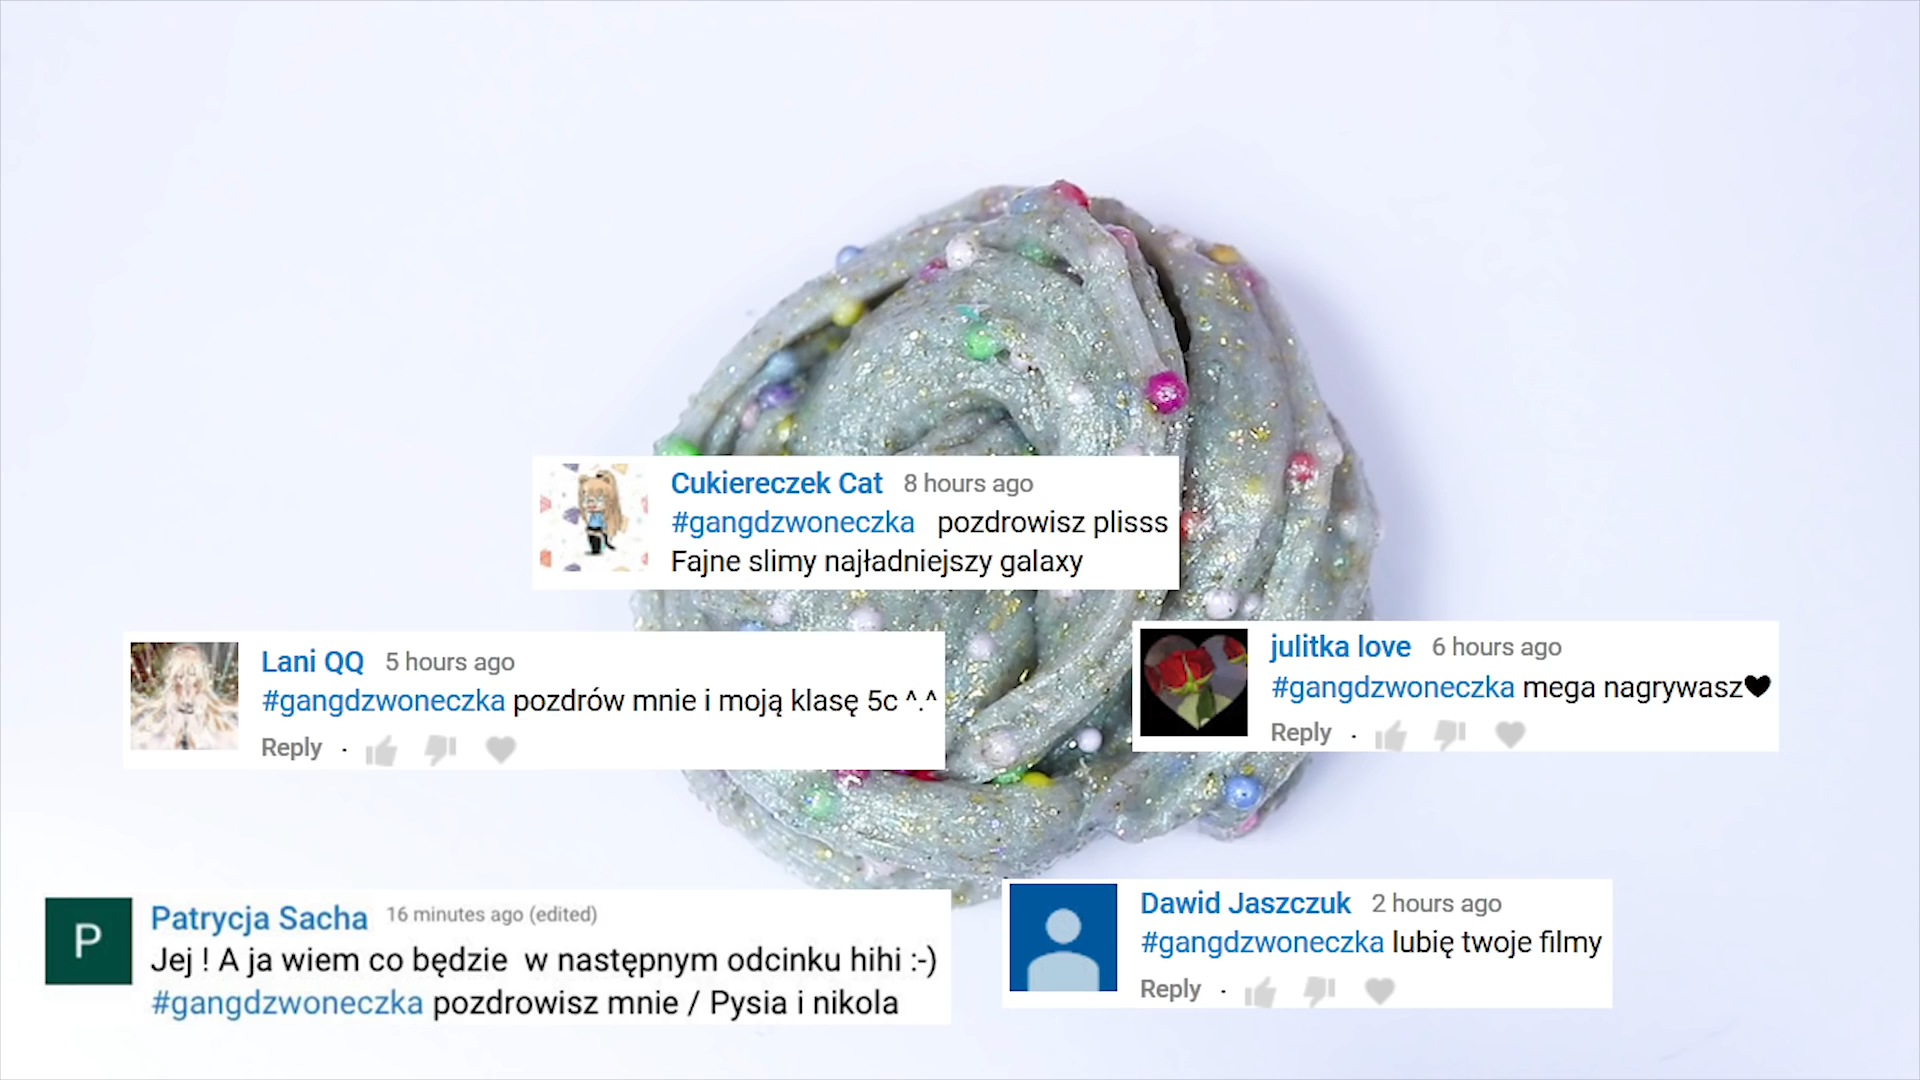 Cukiereczek Cat 8 hours ago
#gangdzwoneczka pozdrowisz plisss
Fajne slimy najładniejszy galaxy
Lani QQ 5 hours ago
#gangdzwoneczka pozdrów mnie i moją klasę 5c ^.^
Reply ·
julitka love 6 hours ago
#gangdzwoneczka mega nagrywasz♥
Reply ·
P
Patrycja Sacha 16 minutes ago (edited)
Jej ! A ja wiem co będzie w następnym odcinku hihi :-)
#gangdzwoneczka pozdrowisz mnie / Pysia i nikola
Dawid Jaszczuk 2 hours ago
#gangdzwoneczka lubię twoje filmy
Reply ·